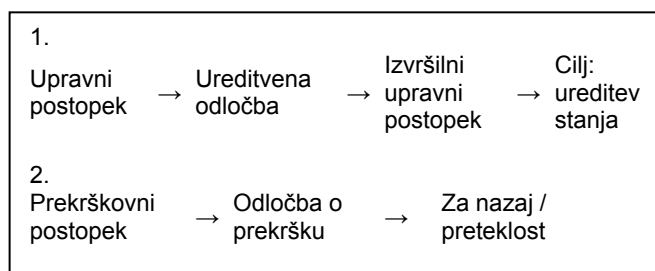 1.
Upravni postopek → Ureditvena odločba → Izvršilni upravni postopek → Cilj: ureditev stanja
2.
Prekrškovni postopek → Odločba o prekršku → Za nazaj / preteklost